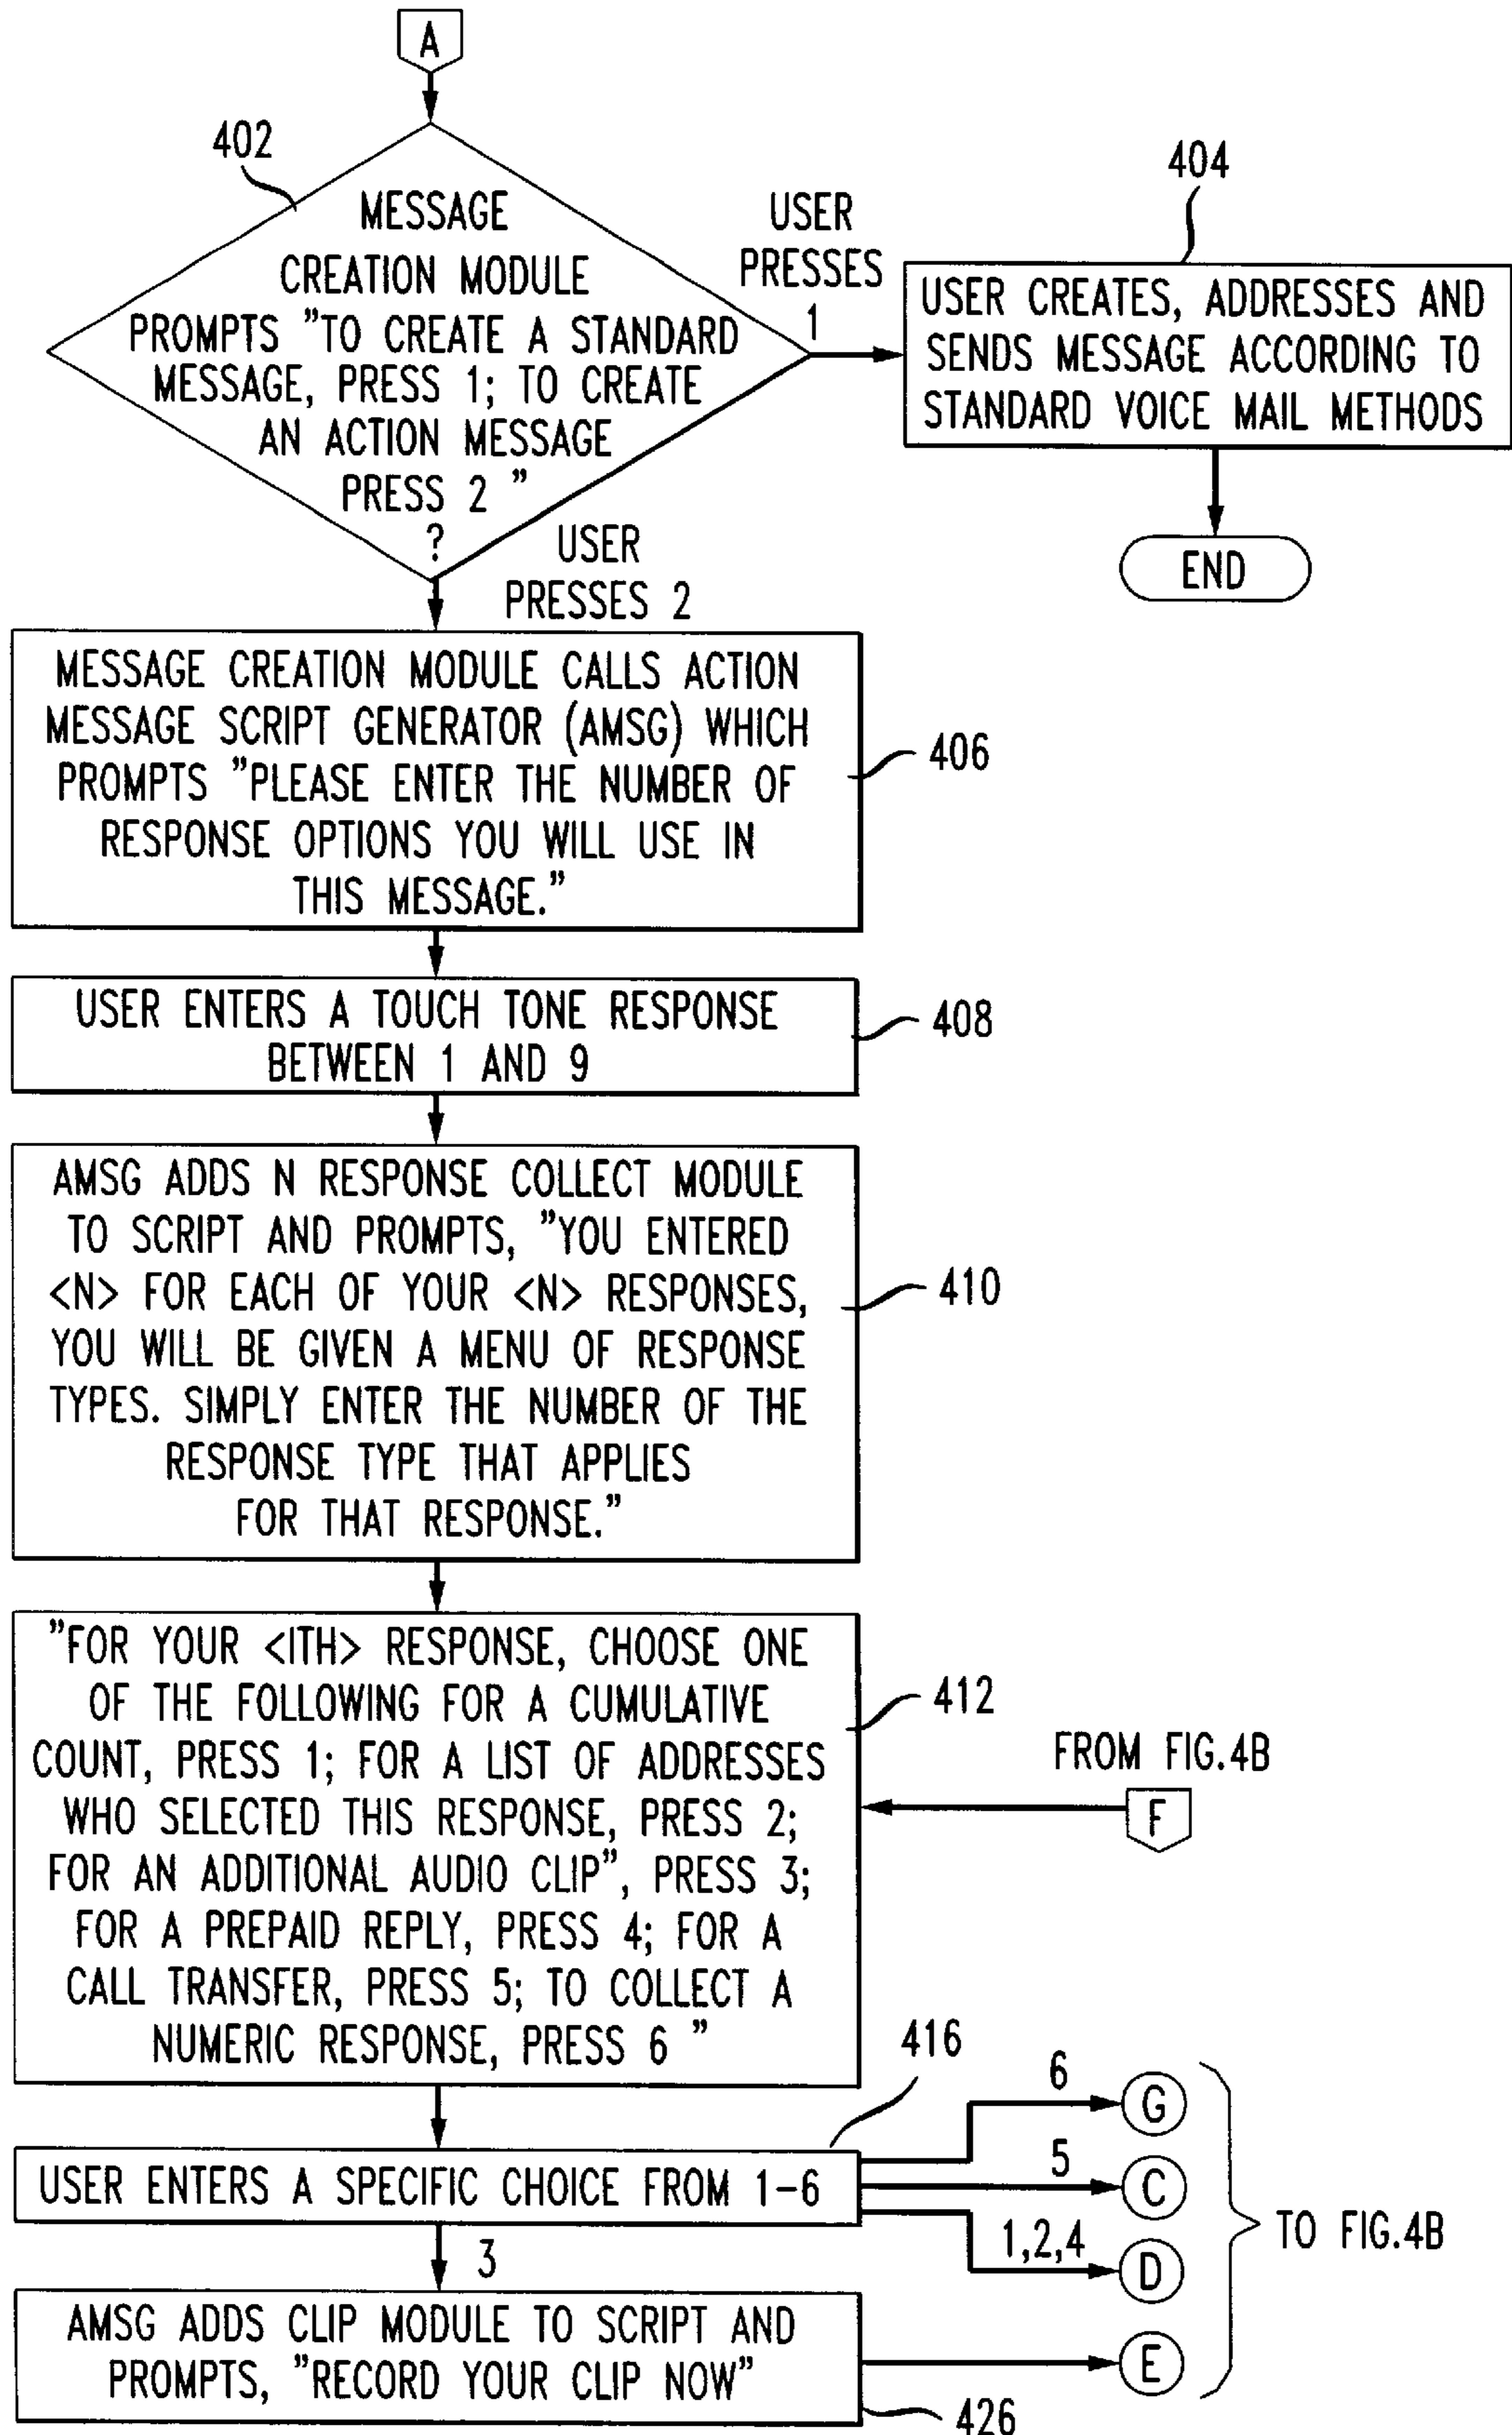 A
402
MESSAGE
CREATION MODULE
PROMPTS "TO CREATE A STANDARD
MESSAGE, PRESS 1; TO CREATE
AN ACTION MESSAGE
PRESS 2 "
?
USER
PRESSES
1
404
USER CREATES, ADDRESSES AND
SENDS MESSAGE ACCORDING TO
STANDARD VOICE MAIL METHODS
END
USER
PRESSES 2
MESSAGE CREATION MODULE CALLS ACTION
MESSAGE SCRIPT GENERATOR (AMSG) WHICH
PROMPTS "PLEASE ENTER THE NUMBER OF
RESPONSE OPTIONS YOU WILL USE IN
THIS MESSAGE."
406
USER ENTERS A TOUCH TONE RESPONSE
BETWEEN 1 AND 9
408
AMSG ADDS N RESPONSE COLLECT MODULE
TO SCRIPT AND PROMPTS, "YOU ENTERED
<N> FOR EACH OF YOUR <N> RESPONSES,
YOU WILL BE GIVEN A MENU OF RESPONSE
TYPES. SIMPLY ENTER THE NUMBER OF THE
RESPONSE TYPE THAT APPLIES
FOR THAT RESPONSE."
410
"FOR YOUR <ITH> RESPONSE, CHOOSE ONE
OF THE FOLLOWING FOR A CUMULATIVE
COUNT, PRESS 1; FOR A LIST OF ADDRESSES
WHO SELECTED THIS RESPONSE, PRESS 2;
FOR AN ADDITIONAL AUDIO CLIP", PRESS 3;
FOR A PREPAID REPLY, PRESS 4; FOR A
CALL TRANSFER, PRESS 5; TO COLLECT A
NUMERIC RESPONSE, PRESS 6 "
412
FROM FIG.4B
F
416
USER ENTERS A SPECIFIC CHOICE FROM 1-6
6
G
5
C
1,2,4
D
TO FIG.4B
3
AMSG ADDS CLIP MODULE TO SCRIPT AND
PROMPTS, "RECORD YOUR CLIP NOW"
E
426